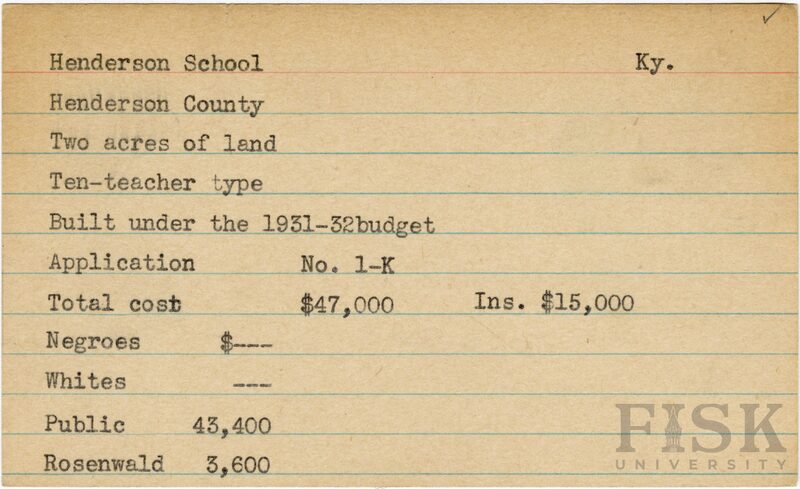 Henderson School Ky.
Henderson County
Two acres of land
Ten-teacher type
Built under the 1931-32budget
Application No. 1-K
Total cost $47,000 Ins. $15,000
Negroes $---
Whites ---
Public 43,400
Rosenwald 3,600
FISK
UNIVERSITY